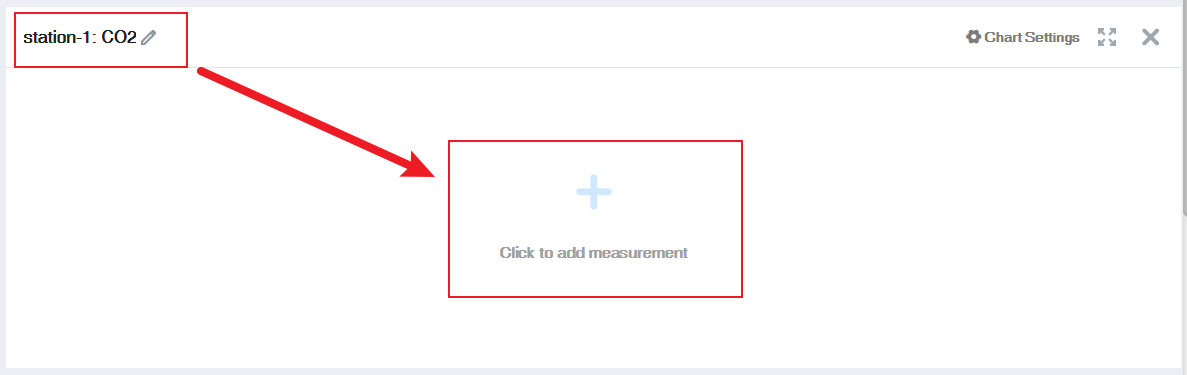 station-1: CO2
Chart Settings
Click to add measurement